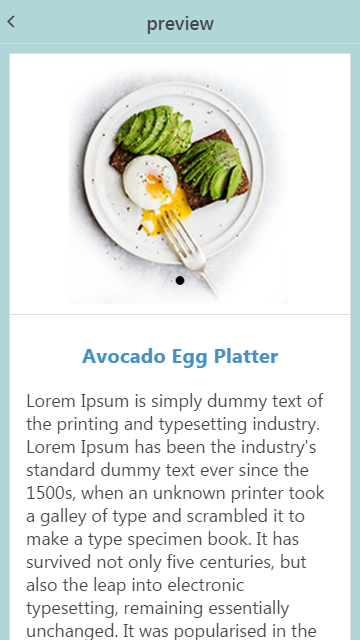 preview
Avocado Egg Platter
Lorem Ipsum is simply dummy text of
the printing and typesetting industry.
Lorem Ipsum has been the industry's
standard dummy text ever since the
1500s, when an unknown printer took
a galley of type and scrambled it to
make a type specimen book. It has
survived not only five centuries, but
also the leap into electronic
typesetting, remaining essentially
unchanged. It was popularised in the